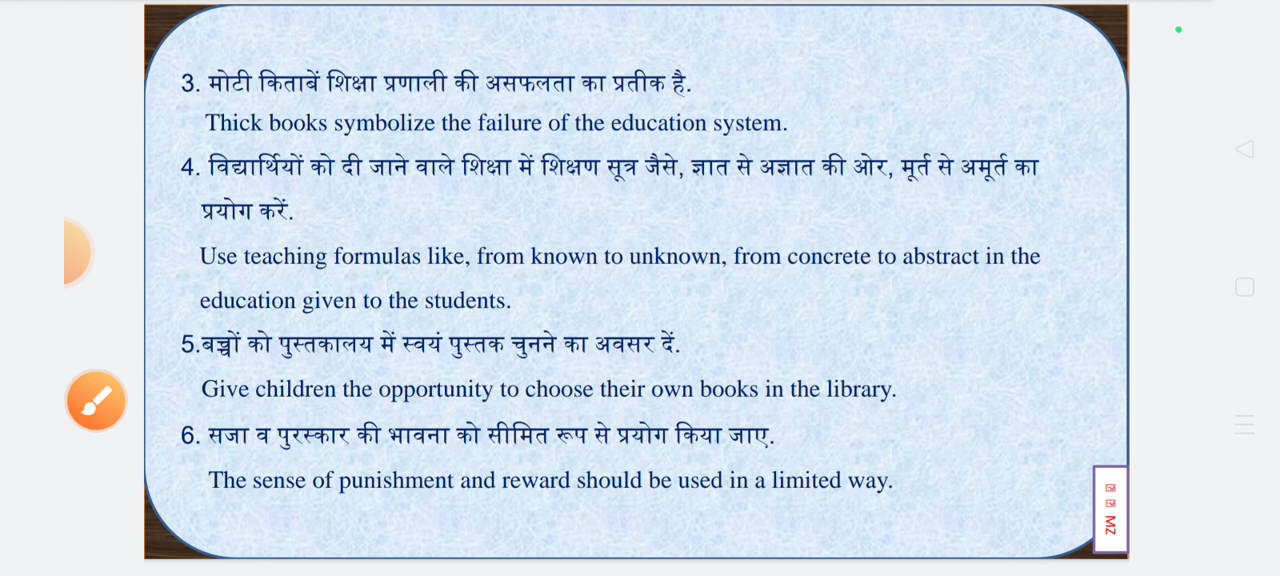 3. मोटी किताबें शिक्षा प्रणाली की असफलता का प्रतीक है.
Thick books symbolize the failure of the education system.
4. विद्यार्थियों को दी जाने वाले शिक्षा में शिक्षण सूत्र जैसे, ज्ञात से अज्ञात की ओर, मूर्त से अमूर्त का
प्रयोग करें.
Use teaching formulas like, from known to unknown, from concrete to abstract in the
education given to the students.
5.बच्चों को पुस्तकालय में स्वयं पुस्तक चुनने का अवसर दें.
Give children the opportunity to choose their own books in the library.
6. सजा व पुरस्कार की भावना को सीमित रूप से प्रयोग किया जाए.
The sense of punishment and reward should be used in a limited way.
MZ